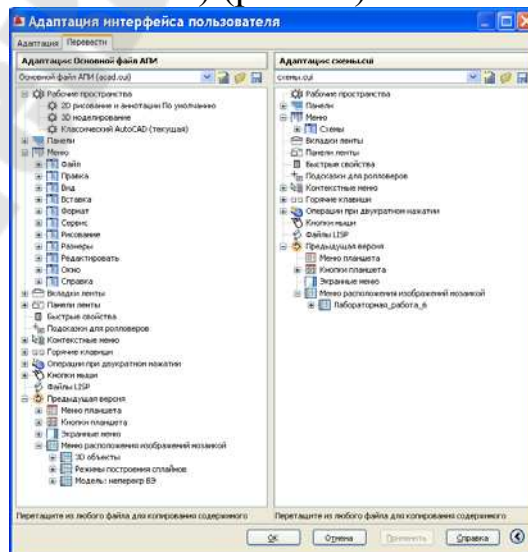 Адаптация интерфейса пользователя
Адаптация
Перевести
Адаптация: Основной файл АПИ
Основной файл АПИ (acad.cui)
Рабочие пространства
2D рисование и аннотации По умолчанию
3D моделирование
Классический AutoCAD (текущая)
Панели
Меню
Файл
Правка
Вид
Вставка
Формат
Сервис
Рисование
Размеры
Редактировать
Окно
Справка
Вкладки ленты
Панели ленты
Быстрые свойства
Подсказки для ролловеров
Контекстные меню
Горячие клавиши
Операции при двукратном нажатии
Кнопки мыши
Файлы LISP
Предыдущая версия
Меню планшета
Кнопки планшета
Экранные меню
Меню расположения изображений мозаикой
3D объекты
Режимы построения сплайнов
Модель: неперекр ВЭ
Перетащите из любого файла для копирования содержимого
Адаптация: схемы.cui
схемы.cui
Рабочие пространства
Панели
Меню
Схемы
Вкладки ленты
Панели ленты
Быстрые свойства
Подсказки для ролловеров
Контекстные меню
Горячие клавиши
Операции при двукратном нажатии
Кнопки мыши
Файлы LISP
Предыдущая версия
Меню планшета
Кнопки планшета
Экранные меню
Меню расположения изображений мозаикой
Лабораторная_работа_6
Перетащите из любого файла для копирования содержимого
ОК
Отмена
Применить
Справка